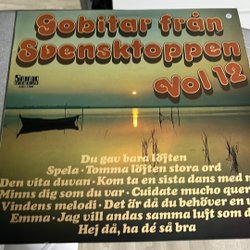 Gobitar från
Svensktoppen
Vol 12
Du gav bara löften
Spela · Tomma löften stora ord
Den vita duvan · Kom ta en sista dans med m
Minns dig som du var · Cuidate mucho quer
Vindens melodi · Det är då du behöver en v
Emma · Jag vill andas samma luft som d
Hej då, ha dé så bra